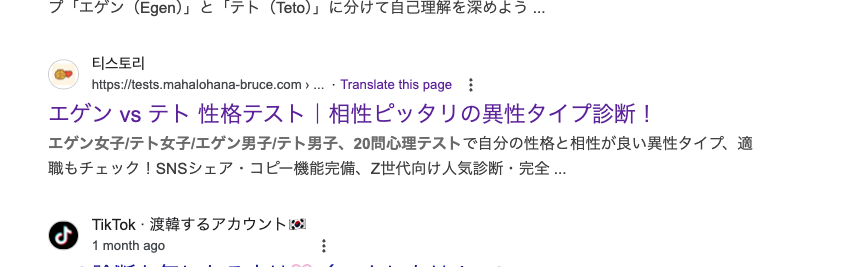 プ「エゲン（Egen）」と「テト（Teto）」に分けて自己理解を深めよう ...
티스토리
https://tests.mahalohana-bruce.com › ... · Translate this page
エゲン vs テト 性格テスト｜相性ピッタリの異性タイプ診断！
エゲン女子/テト女子/エゲン男子/テト男子、20問心理テストで自分の性格と相性が良い異性タイプ、適
職もチェック！SNSシェア・コピー機能完備、Z世代向け人気診断・完全 ...
TikTok · 渡韓するアカウント🇰🇷
1 month ago